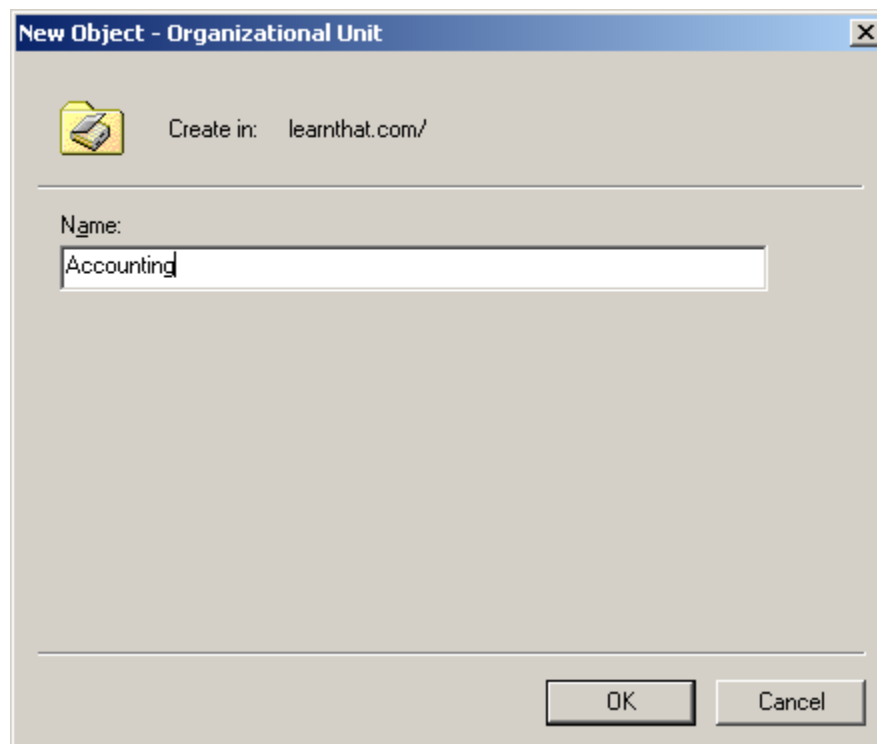 New Object - Organizational Unit
Create in: learnthat.com/
Name:
Accounting
OK Cancel